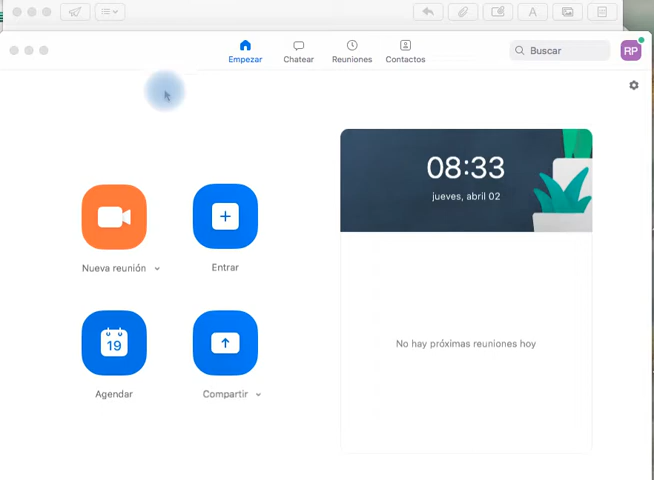 A
Empezar
Chatear
Reuniones
Contactos
Buscar
RP
08:33
jueves, abril 02
Nueva reunión
Entrar
19
Agendar
Compartir
No hay próximas reuniones hoy